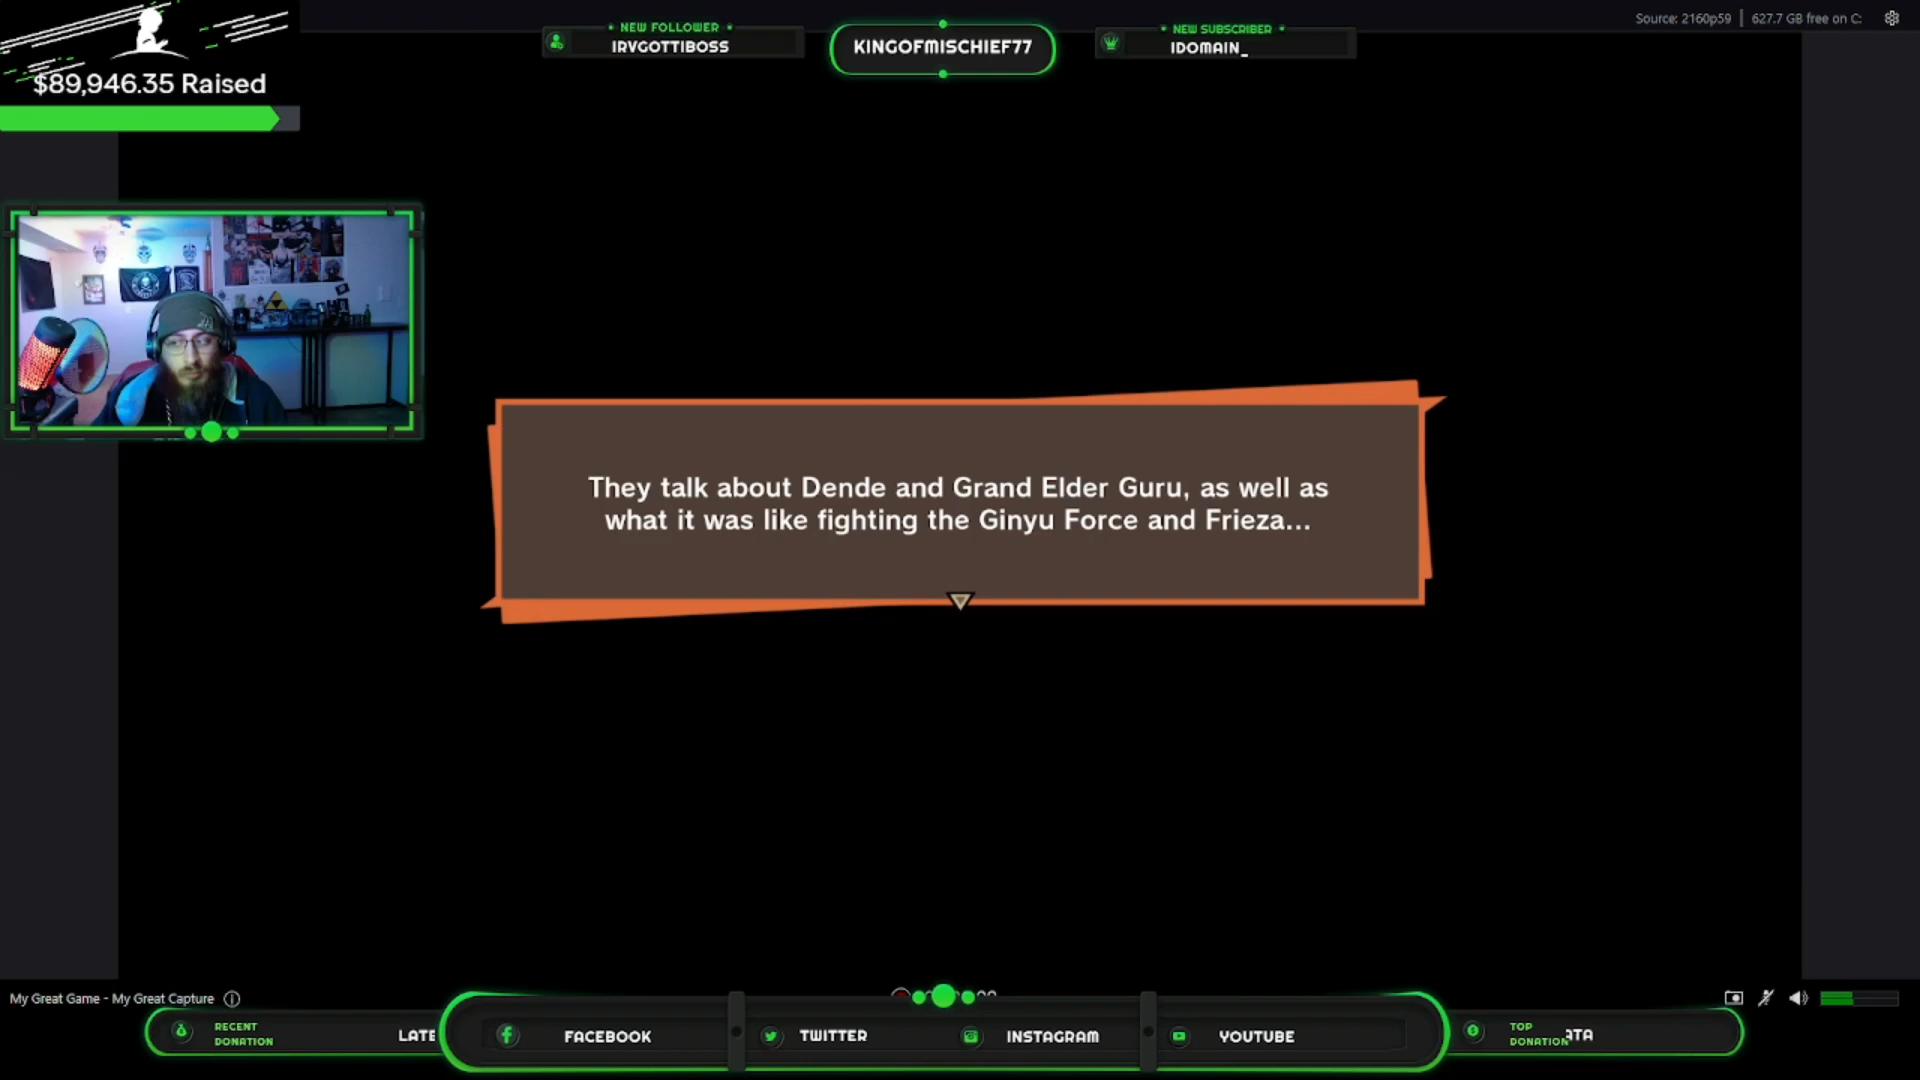 Source: 2160p59
627.7 GB free on C:
NEW FOLLOWER
IRVGOTTIBOSS
KINGOFMISCHIEF77
NEW SUBSCRIBER
IDOMAIN_
$89,946.35 Raised
They talk about Dende and Grand Elder Guru, as well as
what it was like fighting the Ginyu Force and Frieza...
My Great Game - My Great Capture
RECENT
DONATION
LATE
FACEBOOK
TWITTER
INSTAGRAM
YOUTUBE
TOP
DONATION